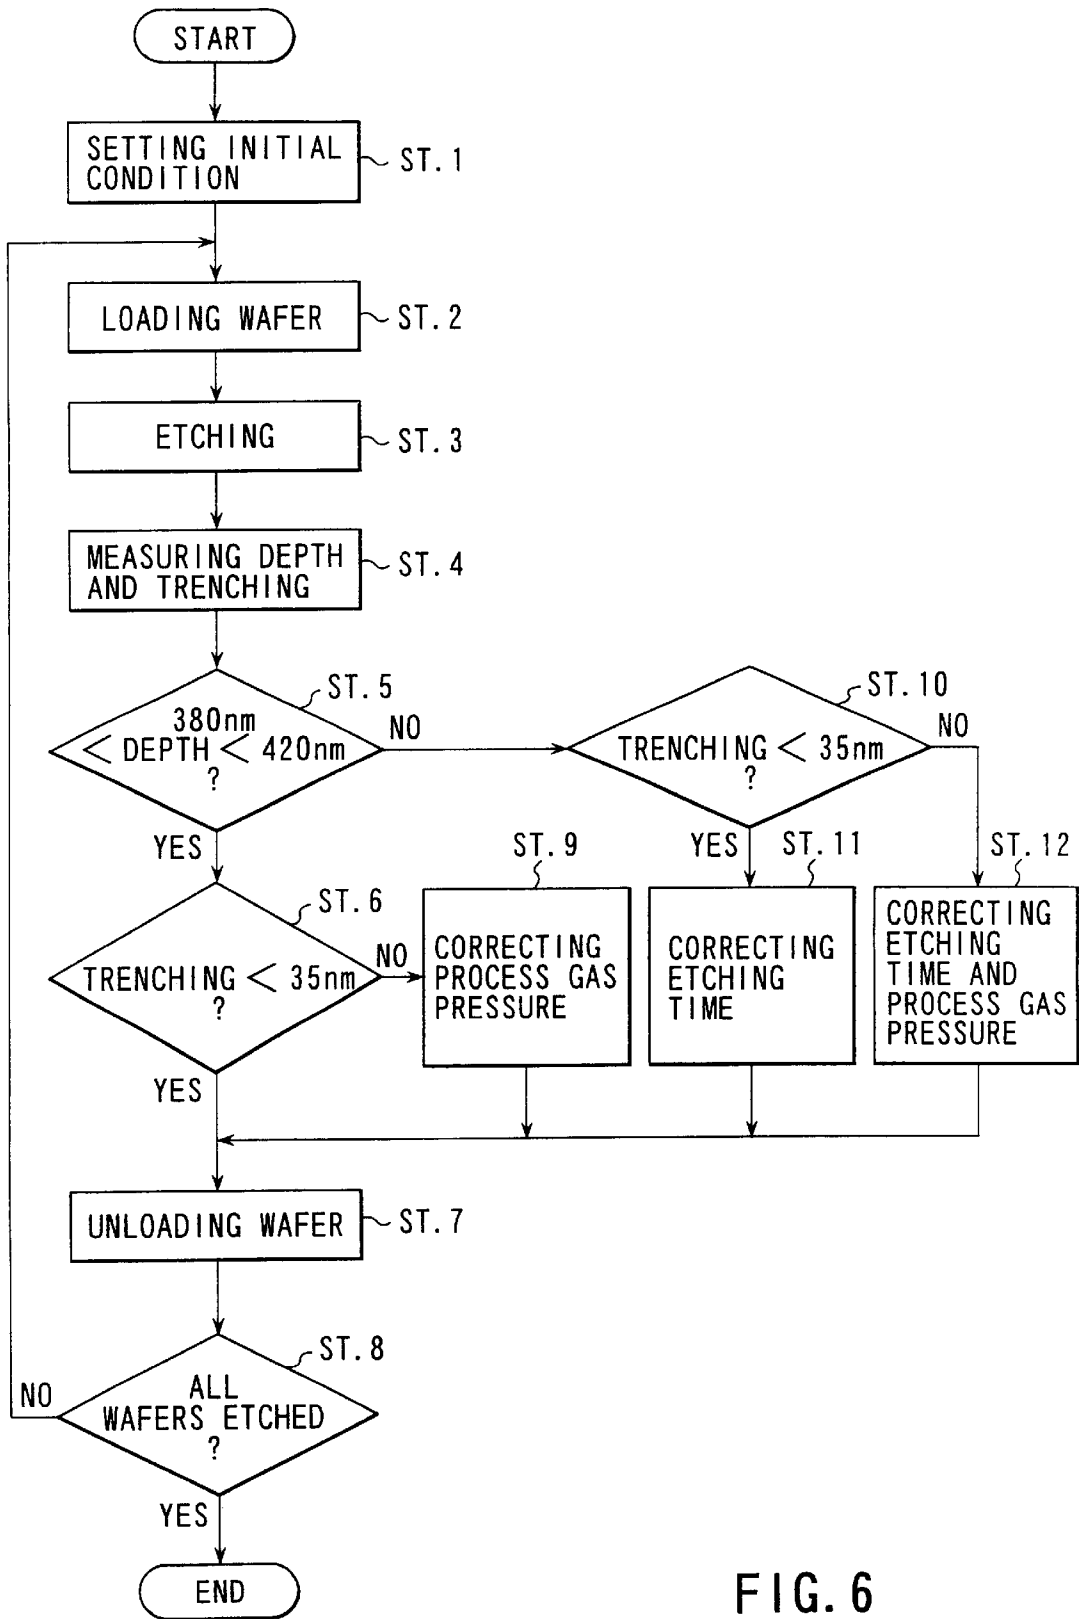 START
SETTING INITIAL
CONDITION
ST.1
LOADING WAFER
ST.2
ETCHING
ST.3
MEASURING DEPTH
AND TRENCHING
ST.4
ST.5
380nm
< DEPTH < 420nm
?
NO
YES
ST.10
TRENCHING < 35nm
?
NO
YES
ST.6
TRENCHING < 35nm
?
NO
YES
ST.9
CORRECTING
PROCESS GAS
PRESSURE
ST.11
CORRECTING
ETCHING
TIME
ST.12
CORRECTING
ETCHING
TIME AND
PROCESS GAS
PRESSURE
UNLOADING WAFER
ST.7
ST.8
ALL
WAFERS ETCHED
?
NO
YES
END
FIG. 6